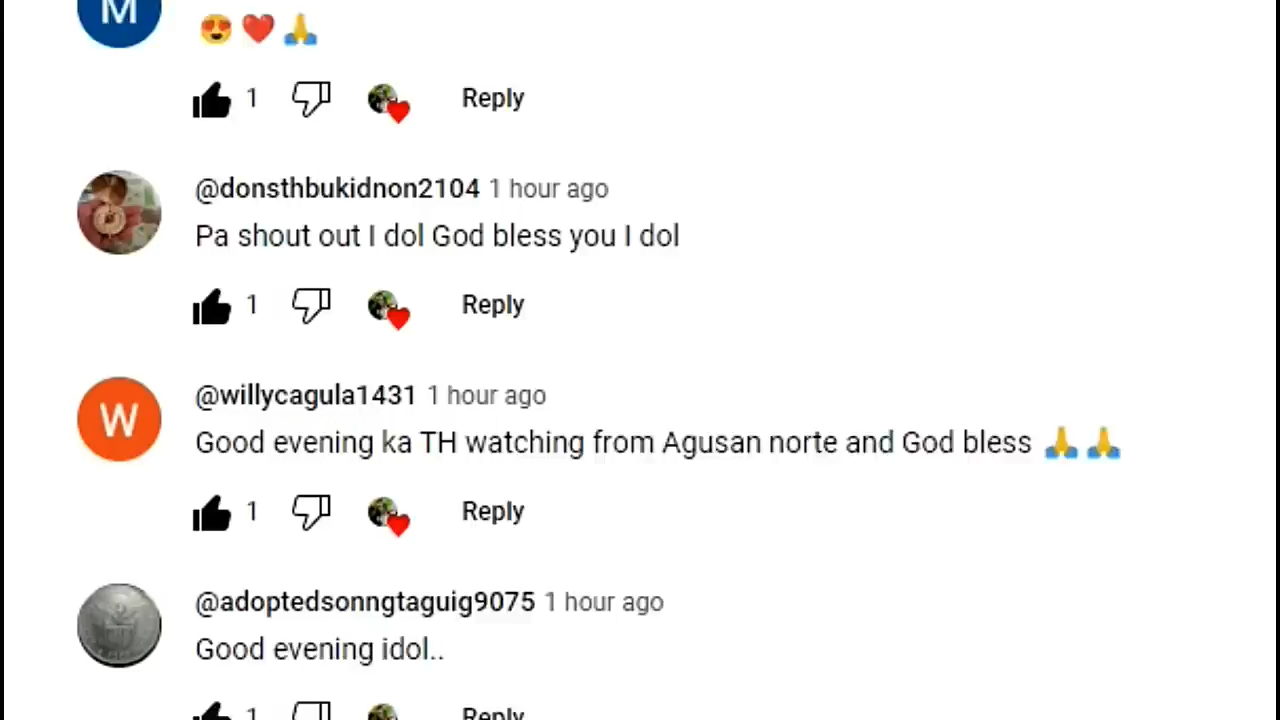 M
😍❤️🙏
1 Reply
@donsthbukidnon2104 1 hour ago
Pa shout out I dol God bless you I dol
1 Reply
W
@willycagula1431 1 hour ago
Good evening ka TH watching from Agusan norte and God bless 🙏🙏
1 Reply
@adoptedsonngtaguig9075 1 hour ago
Good evening idol..
1 Reply